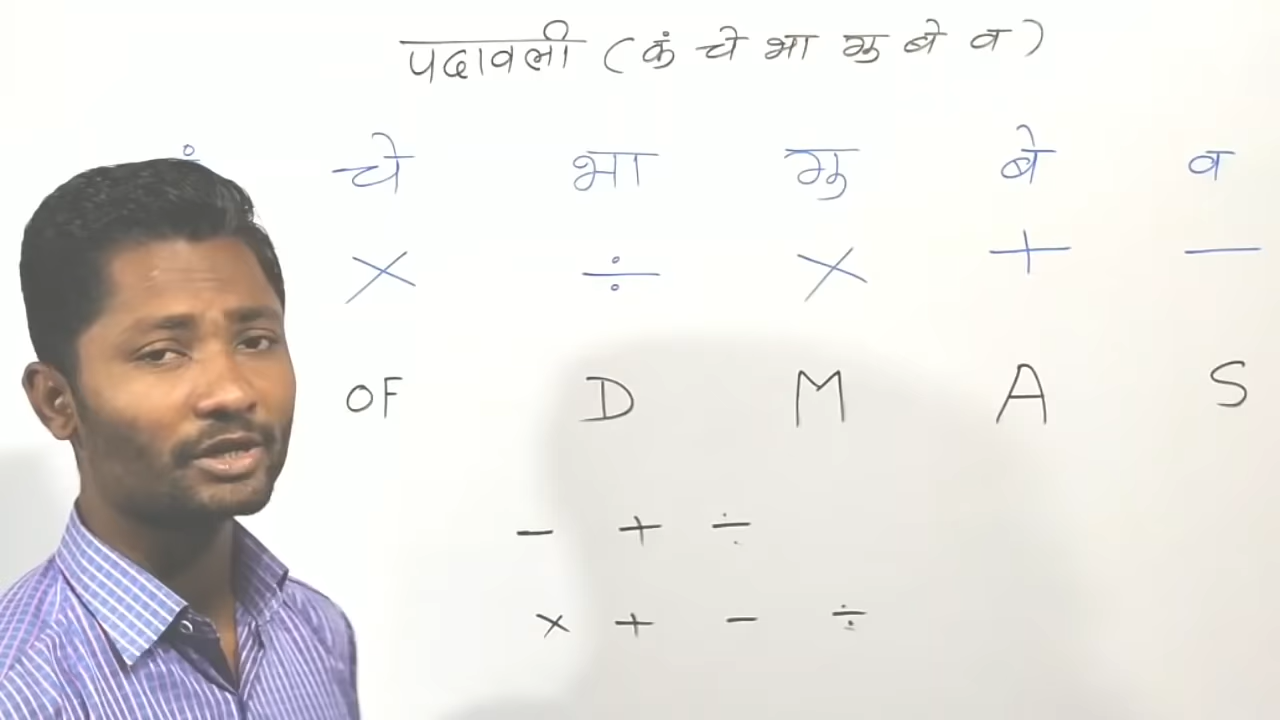 पदावली ( कं चे भा गु बे व )
चे भा गु बे व
× ÷ × + —
OF D M A S
- + ÷
× + - ÷